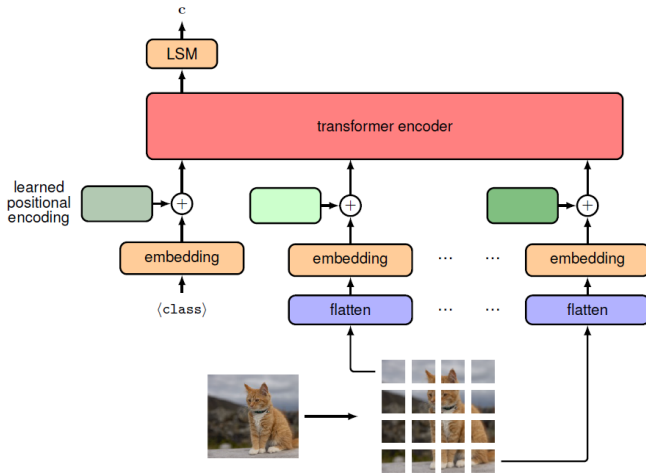 c
LSM
transformer encoder
learned
positional
encoding
+ + +
embedding embedding ... ... embedding
⟨class⟩
flatten ... ... flatten